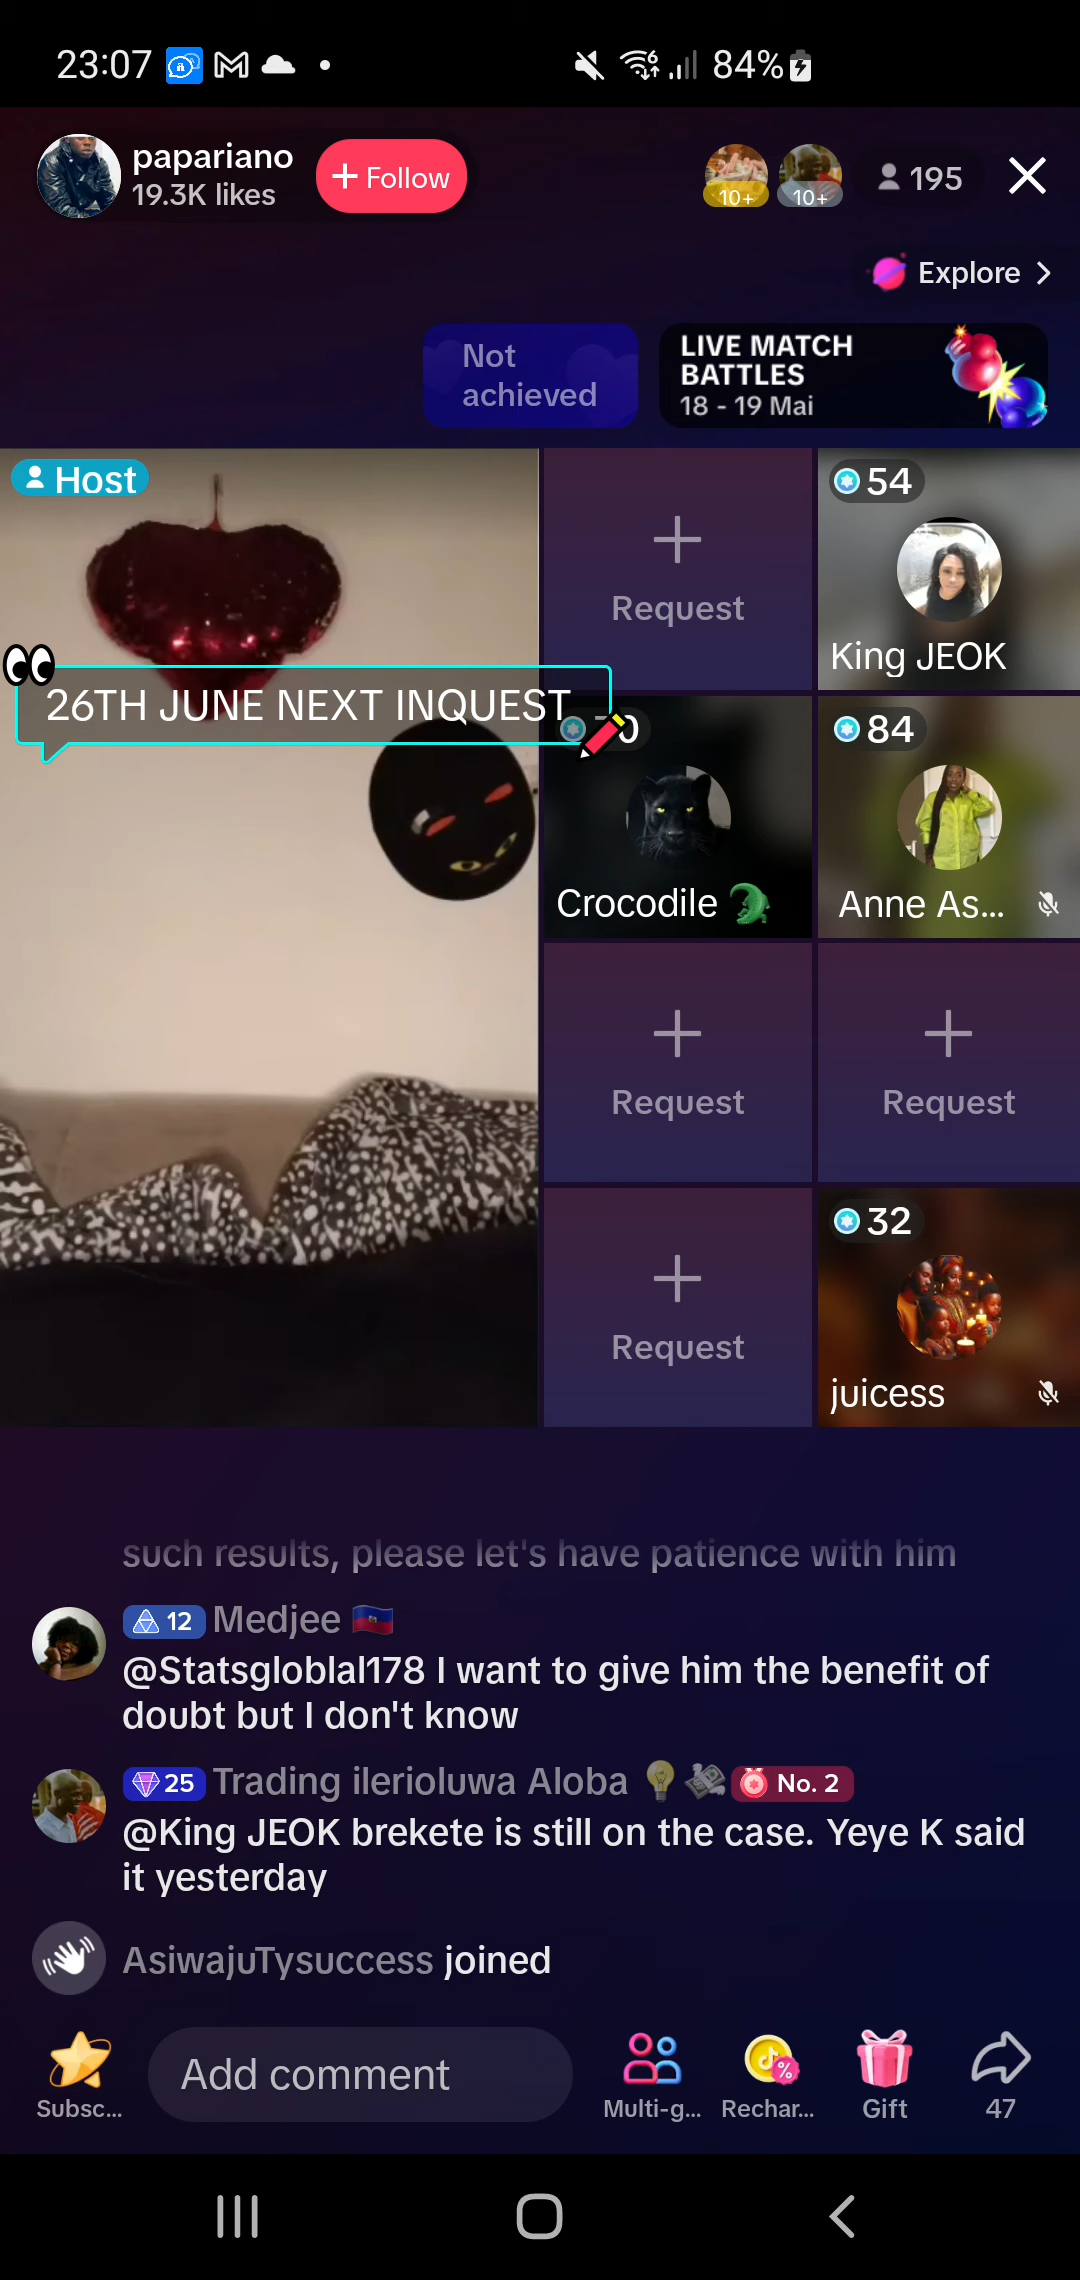 23:07
84%
papariano
19.3K likes
+ Follow
10+
10+
195
Explore
Not
achieved
LIVE MATCH
BATTLES
18 - 19 Mai
Host
Request
54
King JEOK
26TH JUNE NEXT INQUEST
Crocodile 🐊
84
Anne As...
Request
Request
Request
32
juicess
such results, please let's have patience with him
12 Medjee 🇭🇹
@Statsgloblal178 I want to give him the benefit of
doubt but I don't know
25 Trading ilerioluwa Aloba 💡💸 No. 2
@King JEOK brekete is still on the case. Yeye K said
it yesterday
AsiwajuTysuccess joined
Subsc...
Add comment
Multi-g...
Rechar...
Gift
47